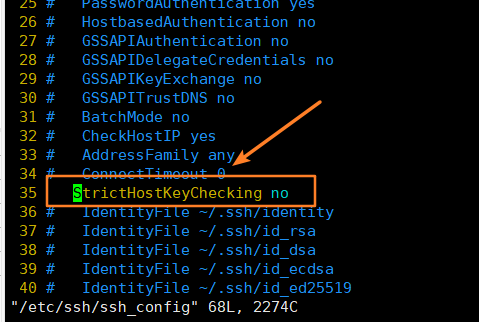 25 #   PasswordAuthentication yes
26 #   HostbasedAuthentication no
27 #   GSSAPIAuthentication no
28 #   GSSAPIDelegateCredentials no
29 #   GSSAPIKeyExchange no
30 #   GSSAPITrustDNS no
31 #   BatchMode no
32 #   CheckHostIP yes
33 #   AddressFamily any
34 #   ConnectTimeout 0
35     StrictHostKeyChecking no
36 #   IdentityFile ~/.ssh/identity
37 #   IdentityFile ~/.ssh/id_rsa
38 #   IdentityFile ~/.ssh/id_dsa
39 #   IdentityFile ~/.ssh/id_ecdsa
40 #   IdentityFile ~/.ssh/id_ed25519
"/etc/ssh/ssh_config" 68L, 2274C